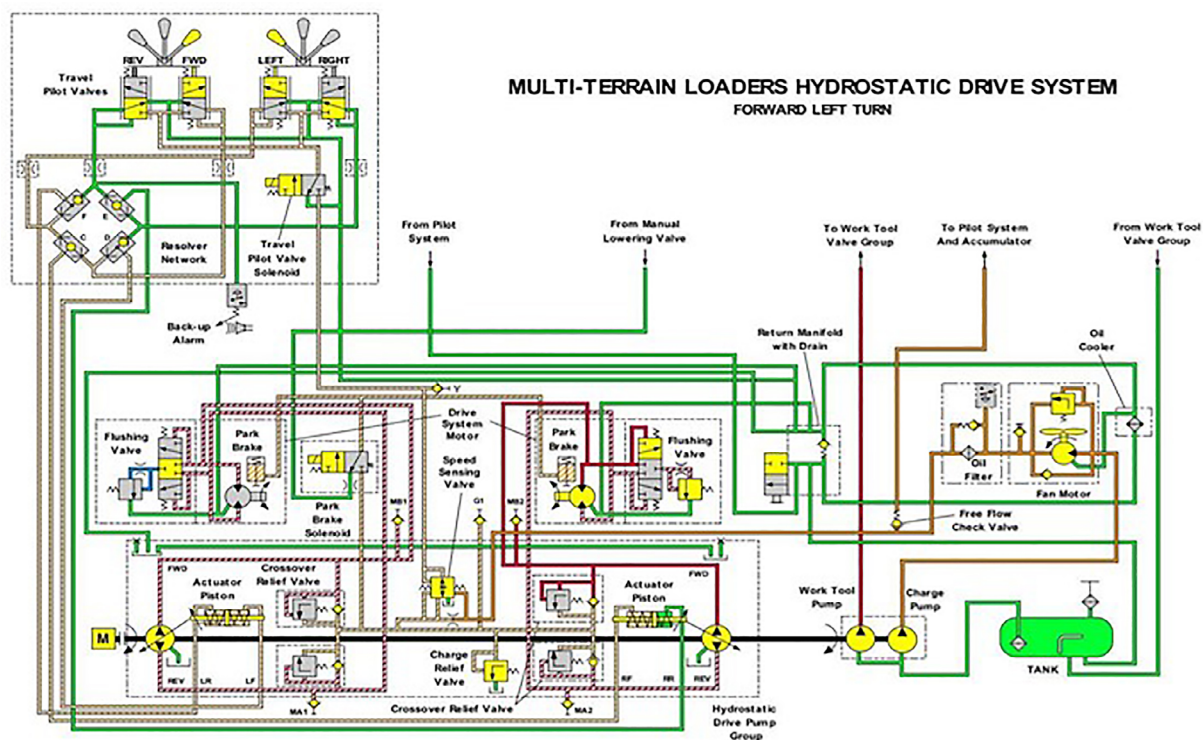 MULTI-TERRAIN LOADERS HYDROSTATIC DRIVE SYSTEM
FORWARD LEFT TURN
REV
FWD
LEFT
RIGHT
Travel
Pilot Valves
F
E
C
D
Resolver
Network
Travel
Pilot Valve
Solenoid
Back-up
Alarm
From Pilot
System
From Manual
Lowering Valve
To Work Tool
Valve Group
To Pilot System
And Accumulator
From Work Tool
Valve Group
Return Manifold
with Drain
Oil
Cooler
Y
Flushing
Valve
Park
Brake
Drive
System
Motor
Speed
Sensing
Valve
Park
Brake
Flushing
Valve
Oil
Filter
Fan Motor
Park
Brake
Solenoid
MB1
G1
MB2
Free Flow
Check Valve
FWD
Actuator
Piston
Crossover
Relief Valve
Actuator
Piston
FWD
Work Tool
Pump
Charge
Pump
M
Charge
Relief
Valve
TANK
REV
LR
LF
RF
RR
REV
MA1
Crossover Relief Valve
MA2
Hydrostatic
Drive Pump
Group